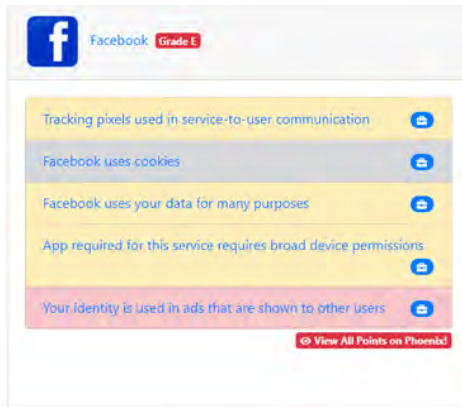 Facebook Grade E
Tracking pixels used in service-to-user communication
Facebook uses cookies
Facebook uses your data for many purposes
App required for this service requires broad device permissions
Your identity is used in ads that are shown to other users
View All Points on Phoenix!